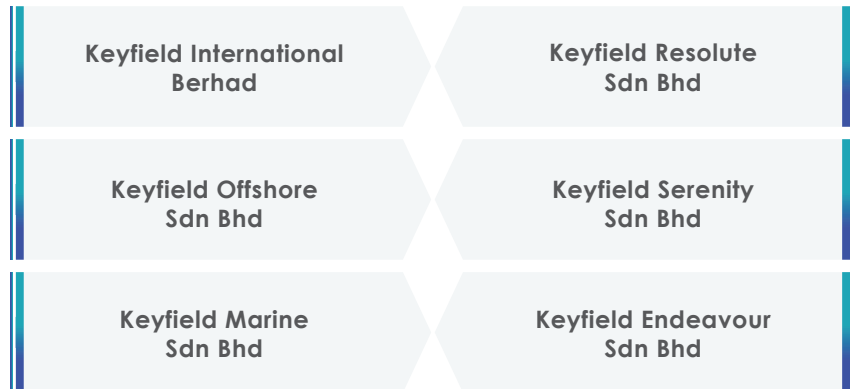 Keyfield International
Berhad
Keyfield Resolute
Sdn Bhd
Keyfield Offshore
Sdn Bhd
Keyfield Serenity
Sdn Bhd
Keyfield Marine
Sdn Bhd
Keyfield Endeavour
Sdn Bhd